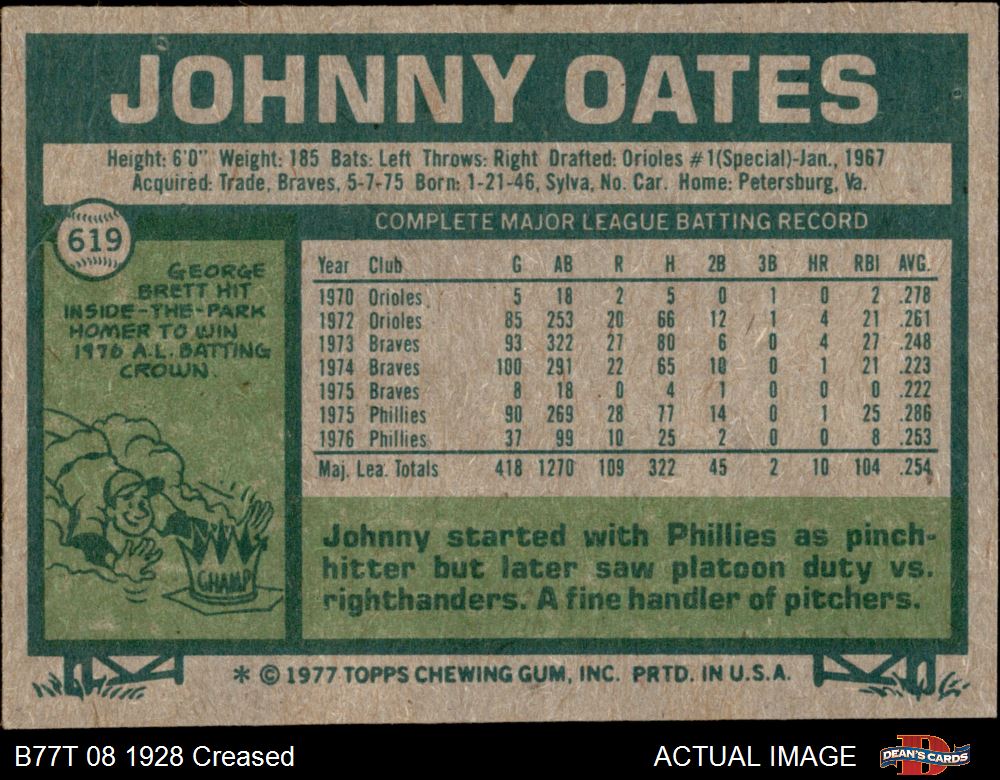 JOHNNY OATES
Height: 6'0" Weight: 185 Bats: Left Throws: Right Drafted: Orioles #1(Special)-Jan., 1967
Acquired: Trade, Braves, 5-7-75 Born: 1-21-46, Sylva, No. Car. Home: Petersburg, Va.
619
COMPLETE MAJOR LEAGUE BATTING RECORD
GEORGE
BRETT HIT
INSIDE-THE-PARK
HOMER TO WIN
1976 A.L. BATTING
CROWN.
CHAMP
Year Club G AB R H 2B 3B HR RBI AVG.
1970 Orioles 5 18 2 5 0 1 0 2 .278
1972 Orioles 85 253 20 66 12 1 4 21 .261
1973 Braves 93 322 27 80 6 0 4 27 .248
1974 Braves 100 291 22 65 10 0 1 21 .223
1975 Braves 8 18 0 4 1 0 0 0 .222
1975 Phillies 90 269 28 77 14 0 1 25 .286
1976 Phillies 37 99 10 25 2 0 0 8 .253
Maj. Lea. Totals 418 1270 109 322 45 2 10 104 .254
Johnny started with Phillies as pinch-
hitter but later saw platoon duty vs.
righthanders. A fine handler of pitchers.
* © 1977 TOPPS CHEWING GUM, INC. PRTD. IN U.S.A.
B77T 08 1928 Creased
ACTUAL IMAGE
DEAN'S CARDS